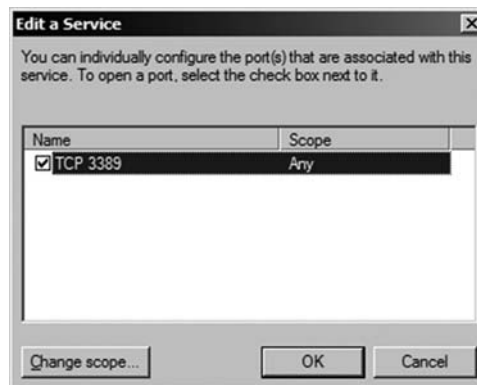 Edit a Service
You can individually configure the port(s) that are associated with this
service. To open a port, select the check box next to it.
Name Scope
TCP 3389 Any
Change scope... OK Cancel